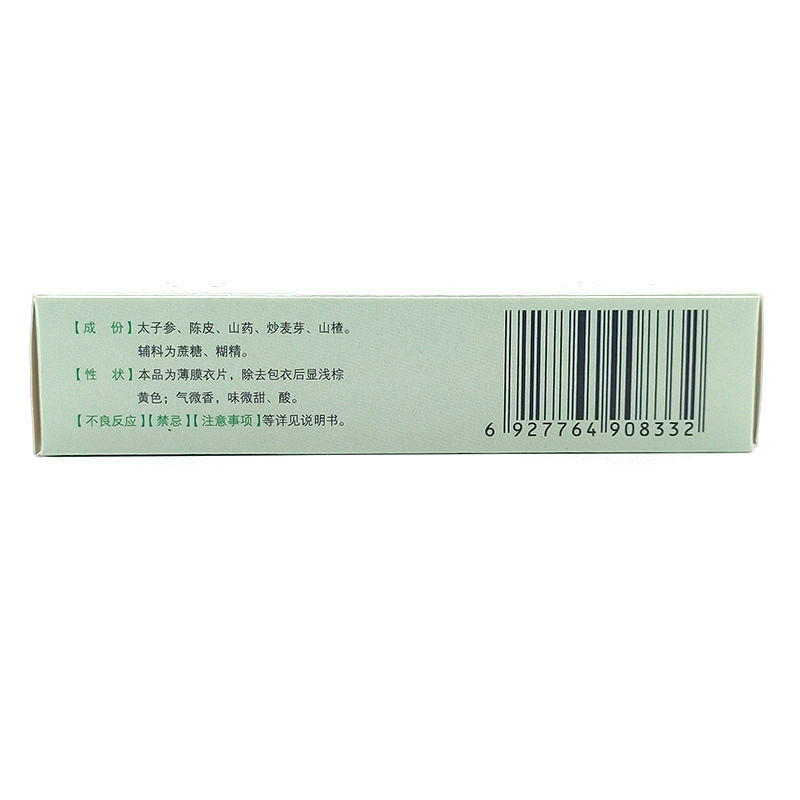 【成 份】太子参、陈皮、山药、炒麦芽、山楂。
辅料为蔗糖、糊精。
【性 状】本品为薄膜衣片，除去包衣后显浅棕
黄色；气微香，味微甜、酸。
【不良反应】【禁忌】【注意事项】等详见说明书。
6 927764 908332